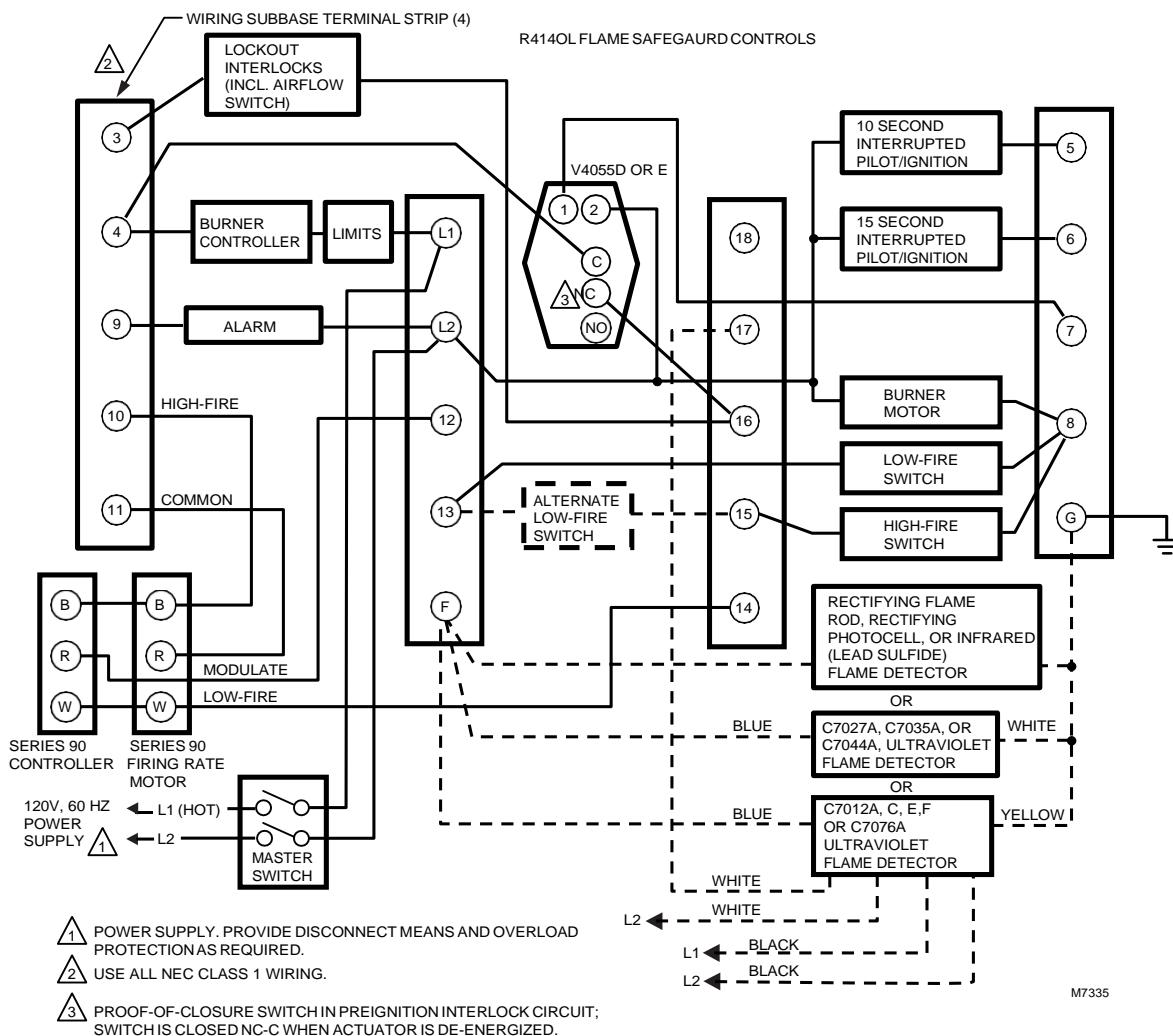 WIRING SUBBASE TERMINAL STRIP (4)
R414OL FLAME SAFEGAURD CONTROLS
2
LOCKOUT
INTERLOCKS
(INCL. AIRFLOW
SWITCH)
3
4
9
10
11
BURNER
CONTROLLER
LIMITS
ALARM
HIGH-FIRE
COMMON
L1
L2
12
13
F
V4055D OR E
1
2
C
3
NC
NO
ALTERNATE
LOW-FIRE
SWITCH
18
17
16
15
14
10 SECOND
INTERRUPTED
PILOT/IGNITION
15 SECOND
INTERRUPTED
PILOT/IGNITION
BURNER
MOTOR
LOW-FIRE
SWITCH
HIGH-FIRE
SWITCH
5
6
7
8
G
B
R
W
B
R
W
MODULATE
LOW-FIRE
SERIES 90
CONTROLLER
SERIES 90
FIRING RATE
MOTOR
120V, 60 HZ
POWER
SUPPLY
1
L1 (HOT)
L2
MASTER
SWITCH
RECTIFYING FLAME
ROD, RECTIFYING
PHOTOCELL, OR INFRARED
(LEAD SULFIDE)
FLAME DETECTOR
OR
BLUE
C7027A, C7035A, OR
C7044A, ULTRAVIOLET
FLAME DETECTOR
WHITE
OR
BLUE
C7012A, C, E,F
OR C7076A
ULTRAVIOLET
FLAME DETECTOR
YELLOW
WHITE
L2
WHITE
L1
BLACK
L2
BLACK
1 POWER SUPPLY. PROVIDE DISCONNECT MEANS AND OVERLOAD
PROTECTION AS REQUIRED.
2 USE ALL NEC CLASS 1 WIRING.
3 PROOF-OF-CLOSURE SWITCH IN PREIGNITION INTERLOCK CIRCUIT;
SWITCH IS CLOSED NC-C WHEN ACTUATOR IS DE-ENERGIZED.
M7335